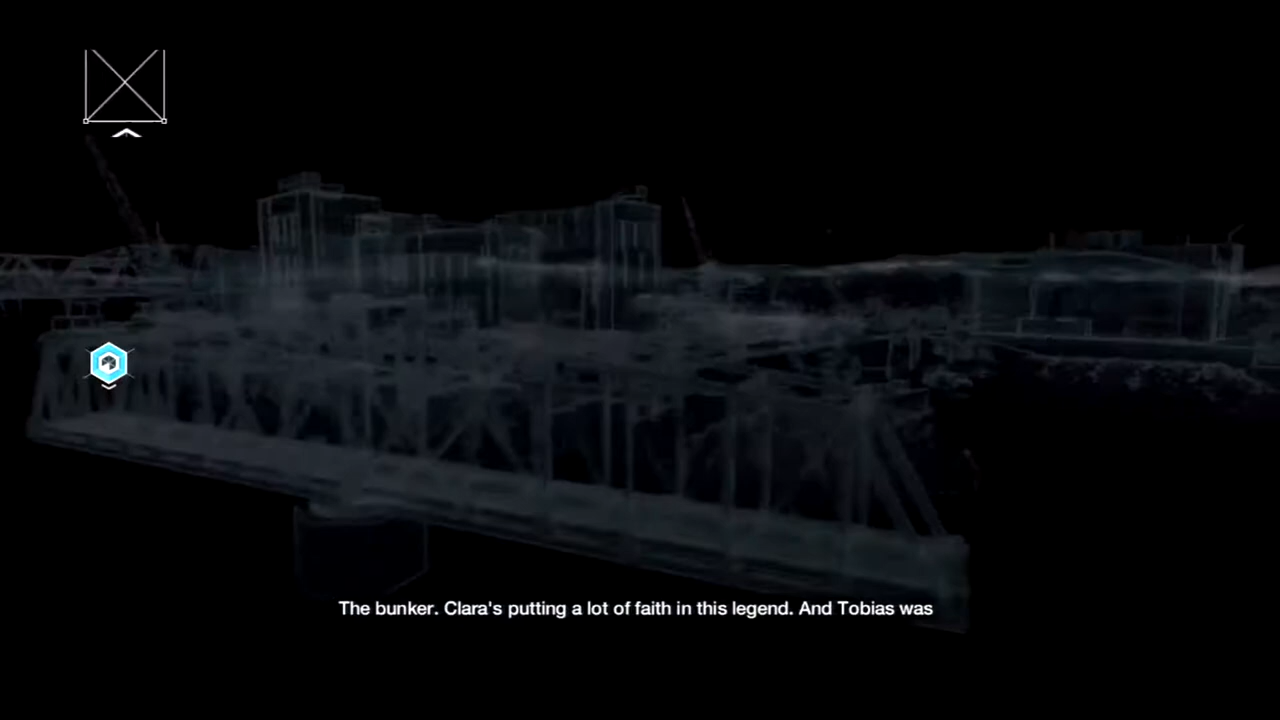 The bunker. Clara's putting a lot of faith in this legend. And Tobias was